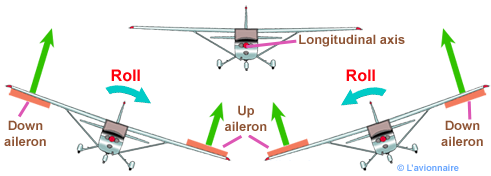 Longitudinal axis
Roll
Roll
Down
aileron
Up
aileron
Down
aileron
© L'avionnaire